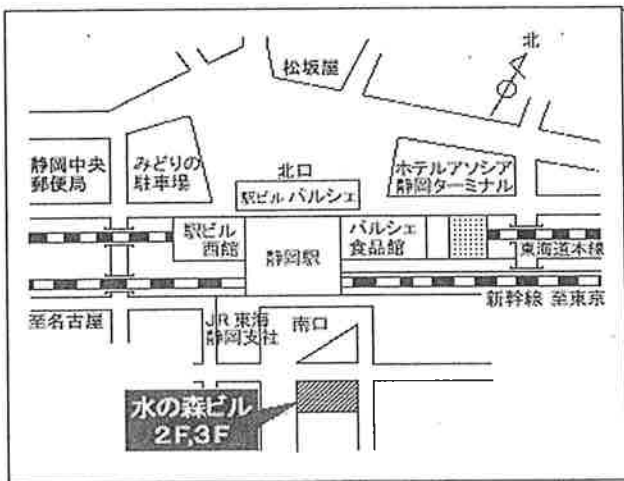 北
松坂屋
静岡中央
郵便局
みどりの
駐車場
北口
駅ビル パルシェ
ホテルアソシア
静岡ターミナル
駅ビル
西館
静岡駅
パルシェ
食品館
東海道本線
新幹線 至東京
至名古屋
JR東海
静岡支社
南口
水の森ビル
2F,3F